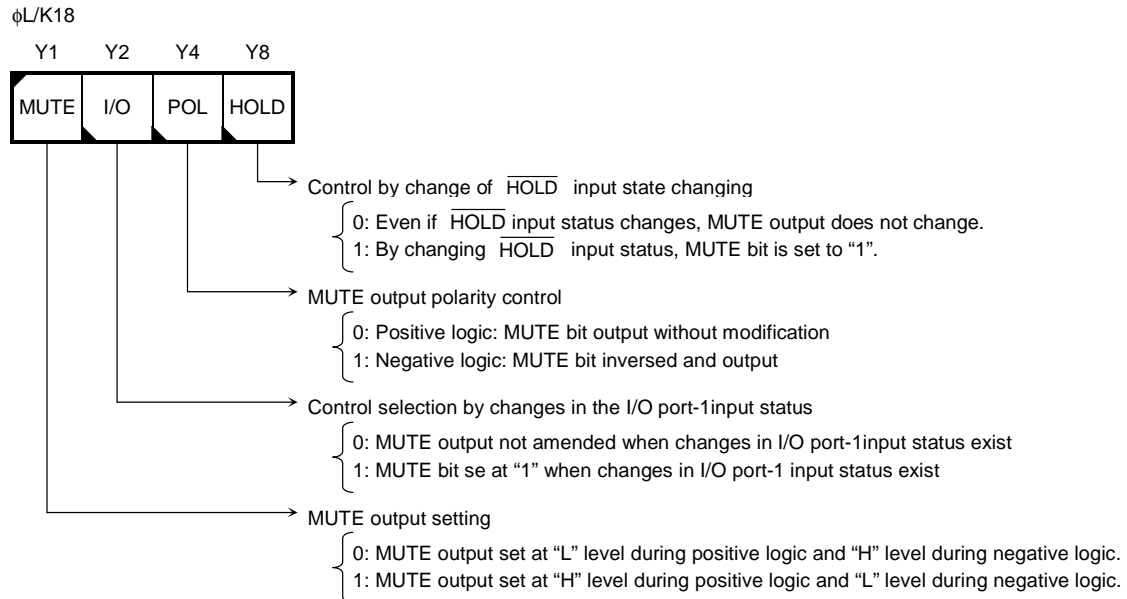 ϕL/K18
Y1 Y2 Y4 Y8
MUTE I/O POL HOLD
Control by change of HOLD input state changing
0: Even if HOLD input status changes, MUTE output does not change.
1: By changing HOLD input status, MUTE bit is set to “1”.
MUTE output polarity control
0: Positive logic: MUTE bit output without modification
1: Negative logic: MUTE bit inversed and output
Control selection by changes in the I/O port-1input status
0: MUTE output not amended when changes in I/O port-1input status exist
1: MUTE bit se at “1” when changes in I/O port-1 input status exist
MUTE output setting
0: MUTE output set at “L” level during positive logic and “H” level during negative logic.
1: MUTE output set at “H” level during positive logic and “L” level during negative logic.